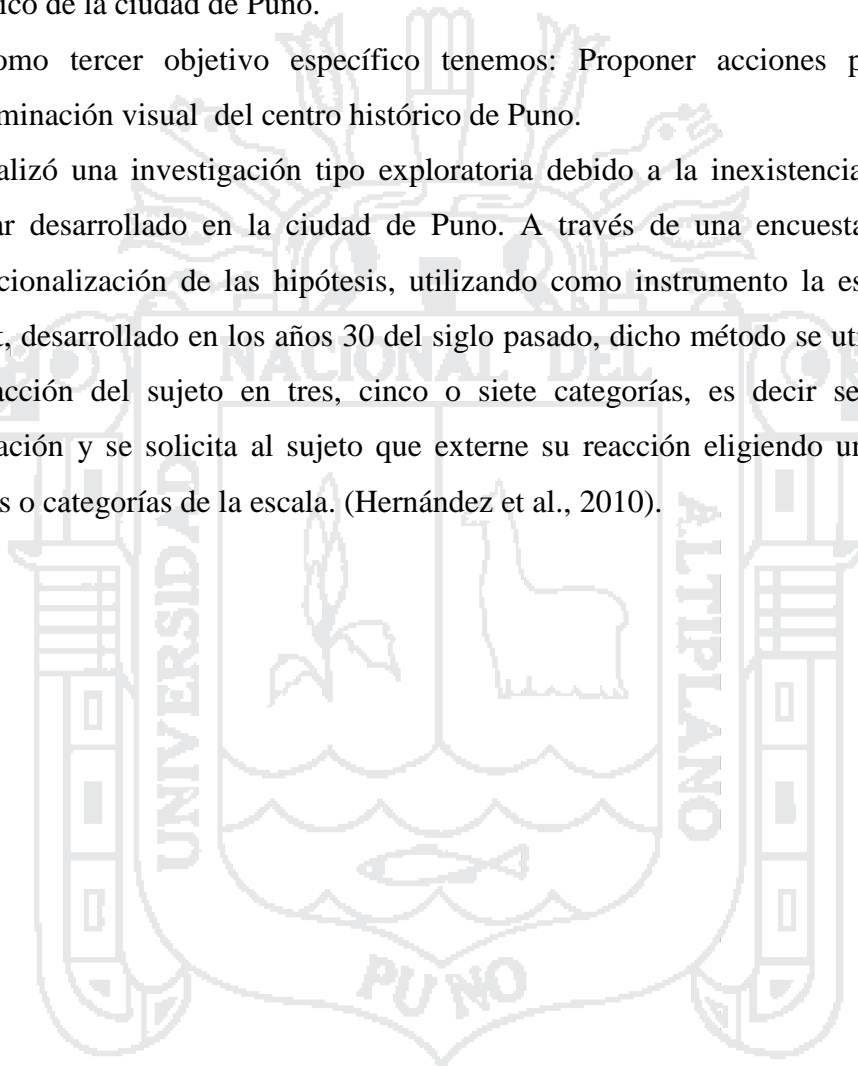 ico de la ciudad de Puno.
omo tercer objetivo específico tenemos: Proponer acciones p
minación visual del centro histórico de Puno.
alizó una investigación tipo exploratoria debido a la inexistencia
ar desarrollado en la ciudad de Puno. A través de una encuesta
cionalización de las hipótesis, utilizando como instrumento la es
t, desarrollado en los años 30 del siglo pasado, dicho método se uti
acción del sujeto en tres, cinco o siete categorías, es decir se
ación y se solicita al sujeto que externe su reacción eligiendo un
s o categorías de la escala. (Hernández et al., 2010).
UNIVERSIDAD
NACIONAL DEL
ALTIPLANO
PUNO